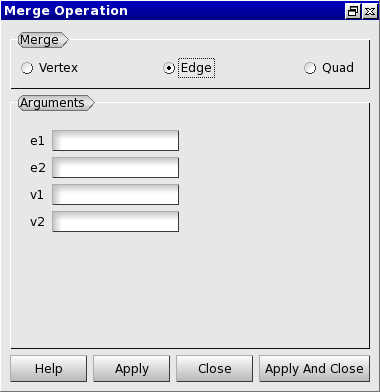 Merge Operation
Merge
Vertex Edge Quad
Arguments
e1
e2
v1
v2
Help Apply Close Apply And Close